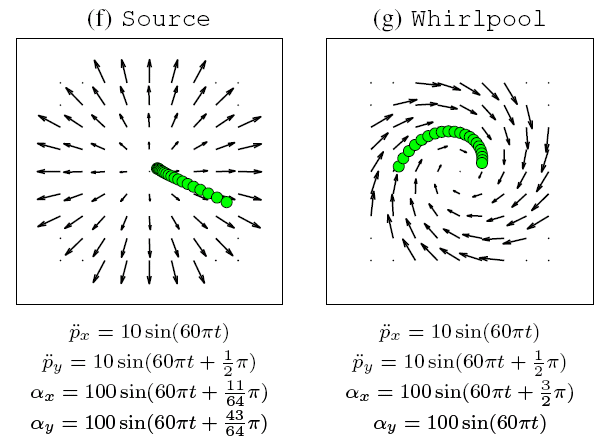 (f) Source
p̈ₓ = 10 sin(60πt)
p̈ᵧ = 10 sin(60πt + ½π)
αₓ = 100 sin(60πt + 11/64 π)
αᵧ = 100 sin(60πt + 43/64 π)
(g) Whirlpool
p̈ₓ = 10 sin(60πt)
p̈ᵧ = 10 sin(60πt + ½π)
αₓ = 100 sin(60πt + 3/2 π)
αᵧ = 100 sin(60πt)